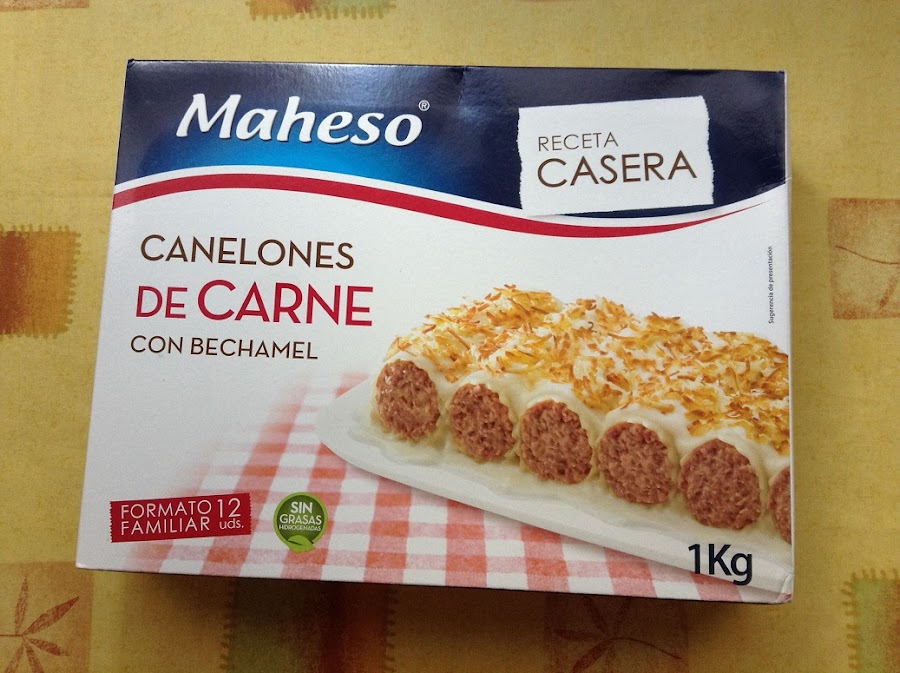 Maheso®
RECETA
CASERA
CANELONES
DE CARNE
CON BECHAMEL
Sugerencia de presentación
FORMATO 12
FAMILIAR uds.
SIN
GRASAS
HIDROGENADAS
1Kg